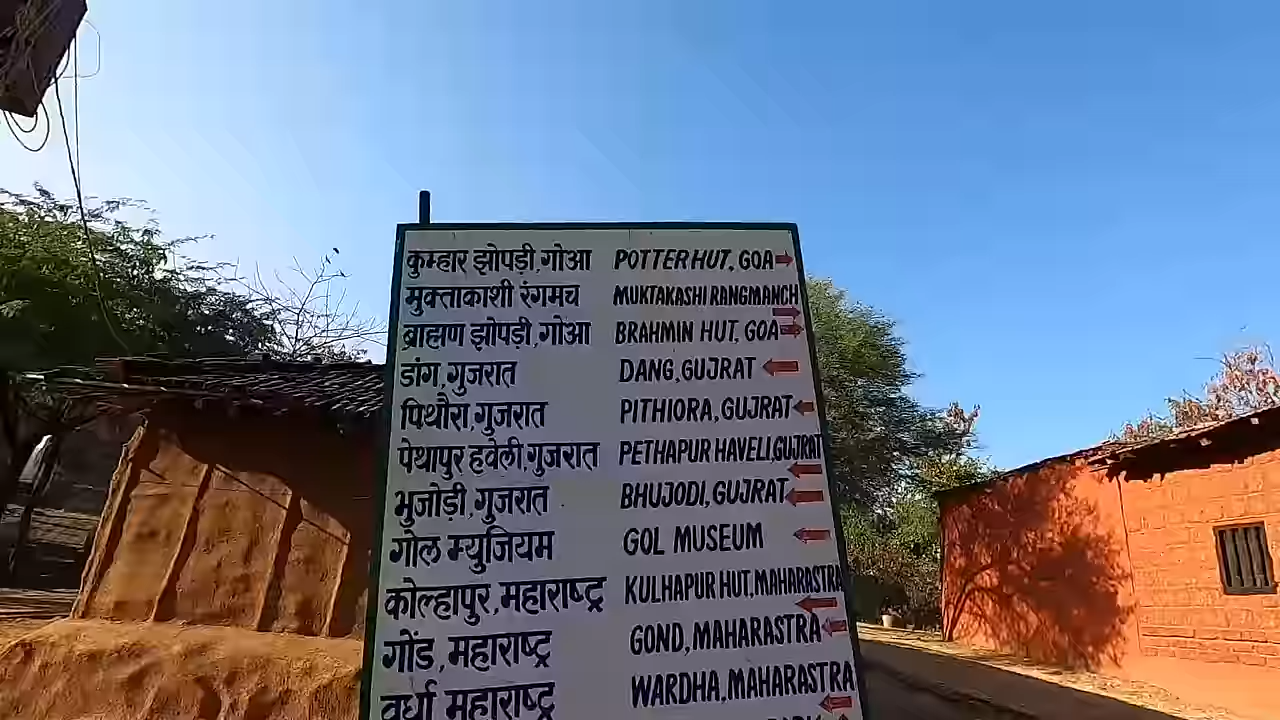 कुम्हार झोपड़ी,गोआ POTTER HUT, GOA
मुक्ताकाशी रंगमच MUKTAKASHI RANGMANCH
ब्राह्मण झोपड़ी,गोआ BRAHMIN HUT, GOA
डांग,गुजरात DANG,GUJRAT
पिथौरा,गुजरात PITHIORA, GUJRAT
पेथापुर हवेली,गुजरात PETHAPUR HAVELI,GUJRAT
भुजोड़ी,गुजरात BHUJODI, GUJRAT
गोल म्युजियम GOL MUSEUM
कोल्हापुर,महाराष्ट्र KULHAPUR HUT,MAHARASTRA
गोंड,महाराष्ट्र GOND,MAHARASTRA
वर्धा महाराष्ट्र WARDHA,MAHARASTRA